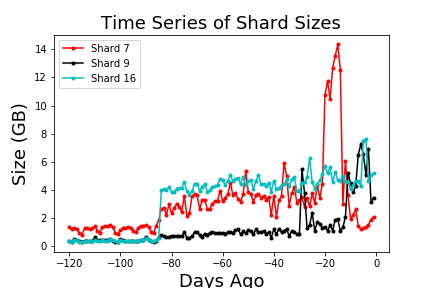 Time Series of Shard Sizes
Shard 7
Shard 9
Shard 16
Size (GB)
14
12
10
8
6
4
2
0
−120 −100 −80 −60 −40 −20 0
Days Ago